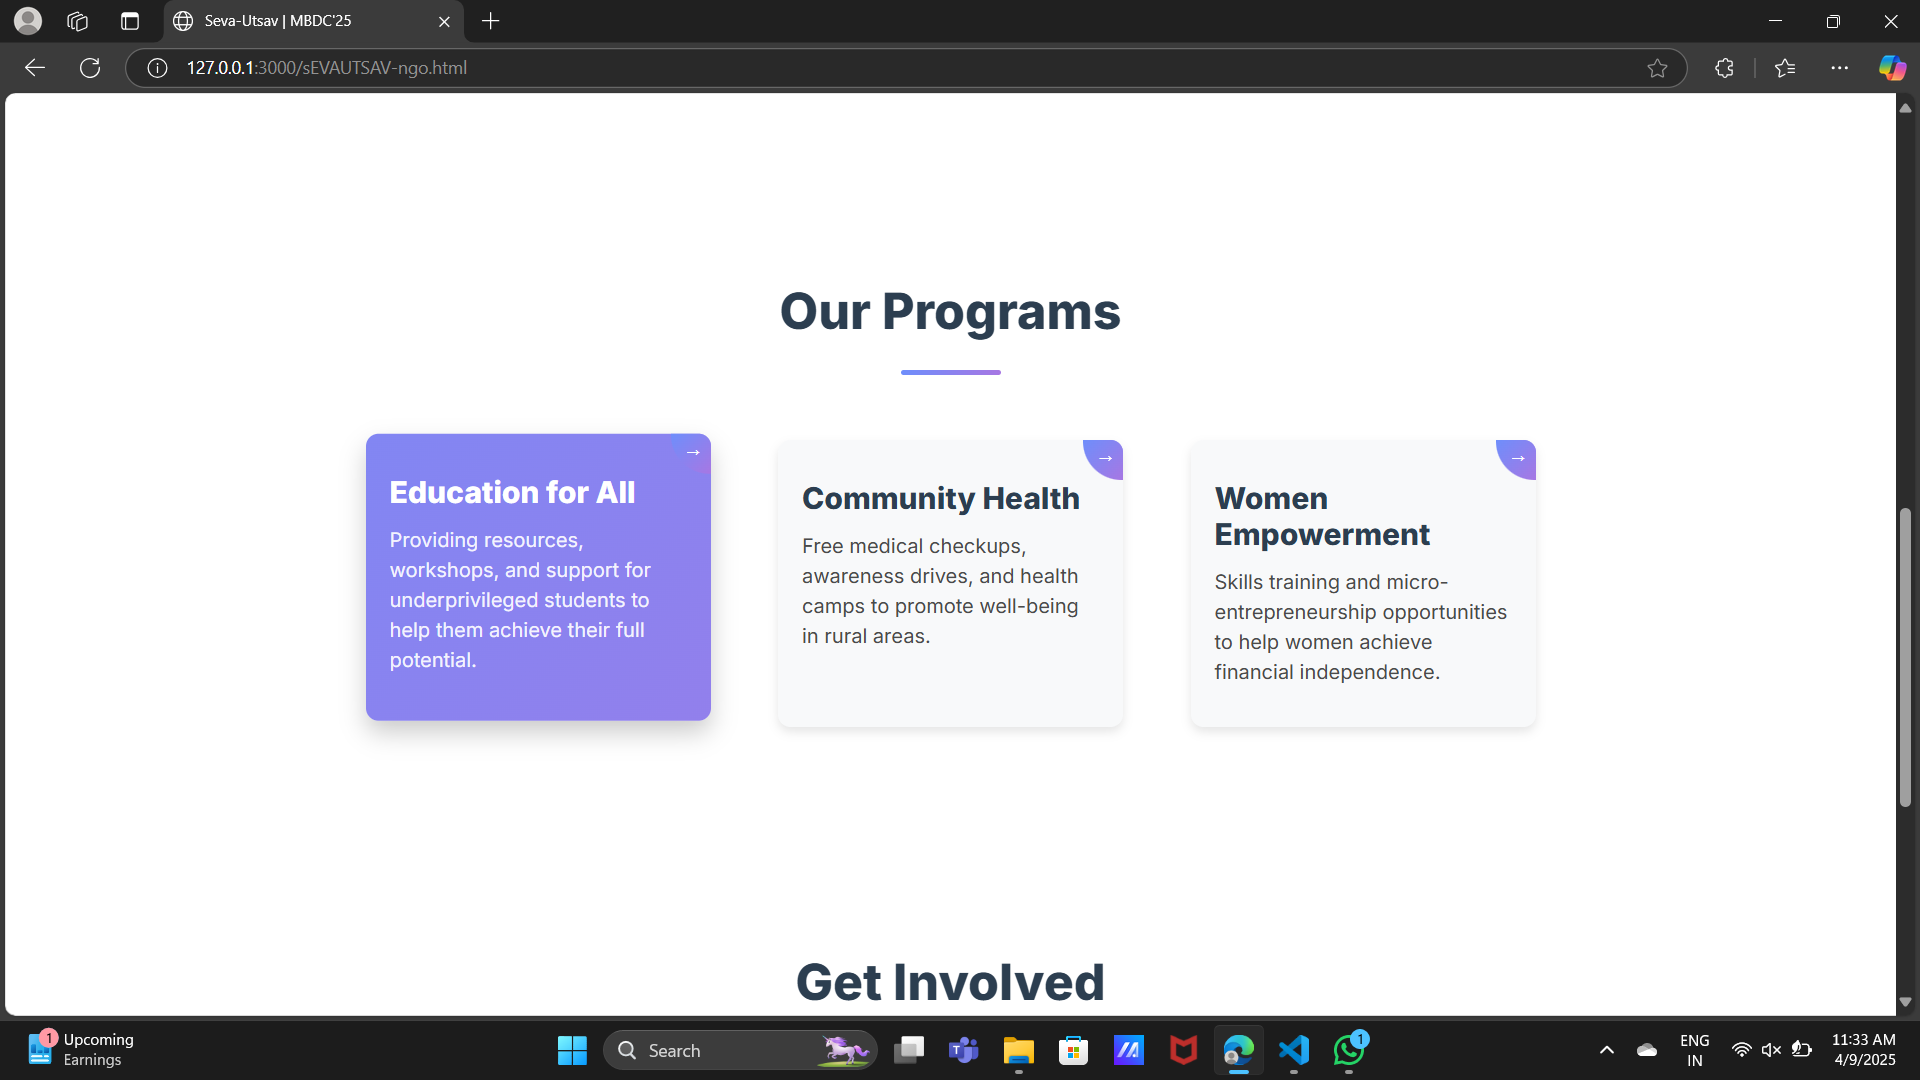 Seva-Utsav | MBDC'25
127.0.0.1:3000/sEVAUTSAV-ngo.html
Our Programs
→
Education for All
Providing resources,
workshops, and support for
underprivileged students to
help them achieve their full
potential.
→
Community Health
Free medical checkups,
awareness drives, and health
camps to promote well-being
in rural areas.
→
Women
Empowerment
Skills training and micro-
entrepreneurship opportunities
to help women achieve
financial independence.
Get Involved
1
Upcoming
Earnings
Search
T
1
ENG
IN
11:33 AM
4/9/2025